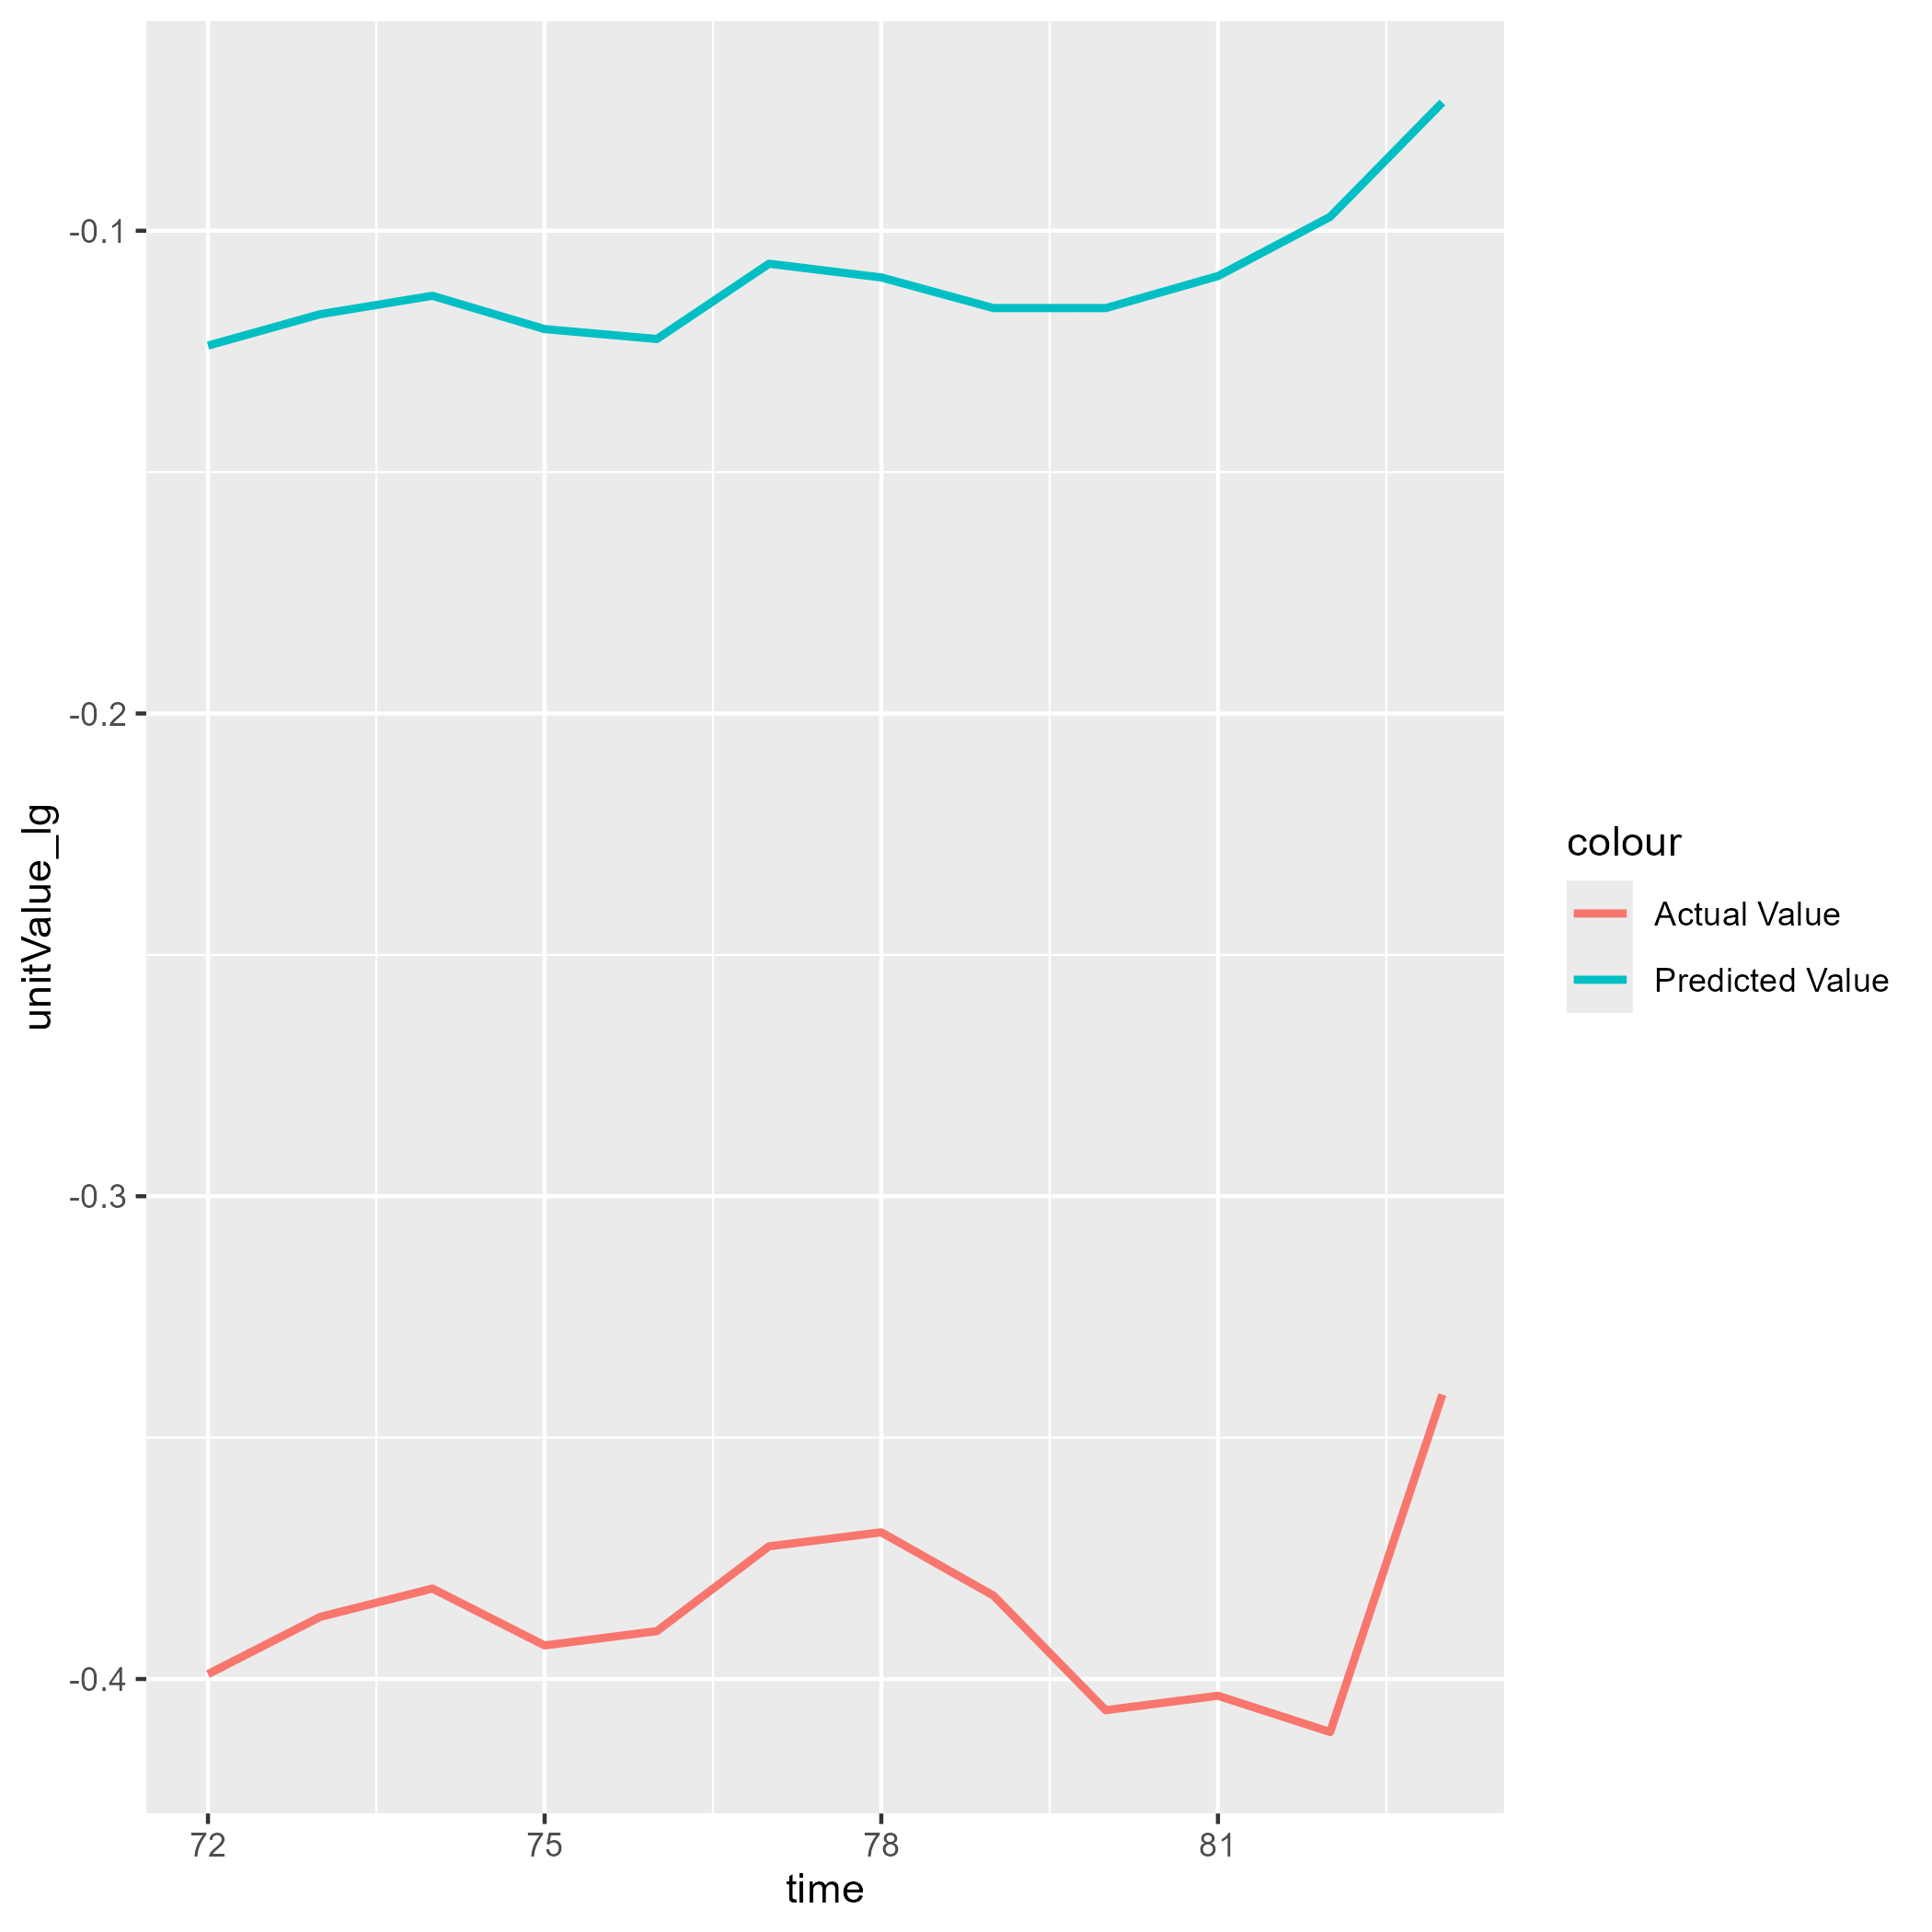 -0.1
-0.2
-0.3
-0.4
unitValue_lg
72 75 78 81
time
colour
Actual Value
Predicted Value